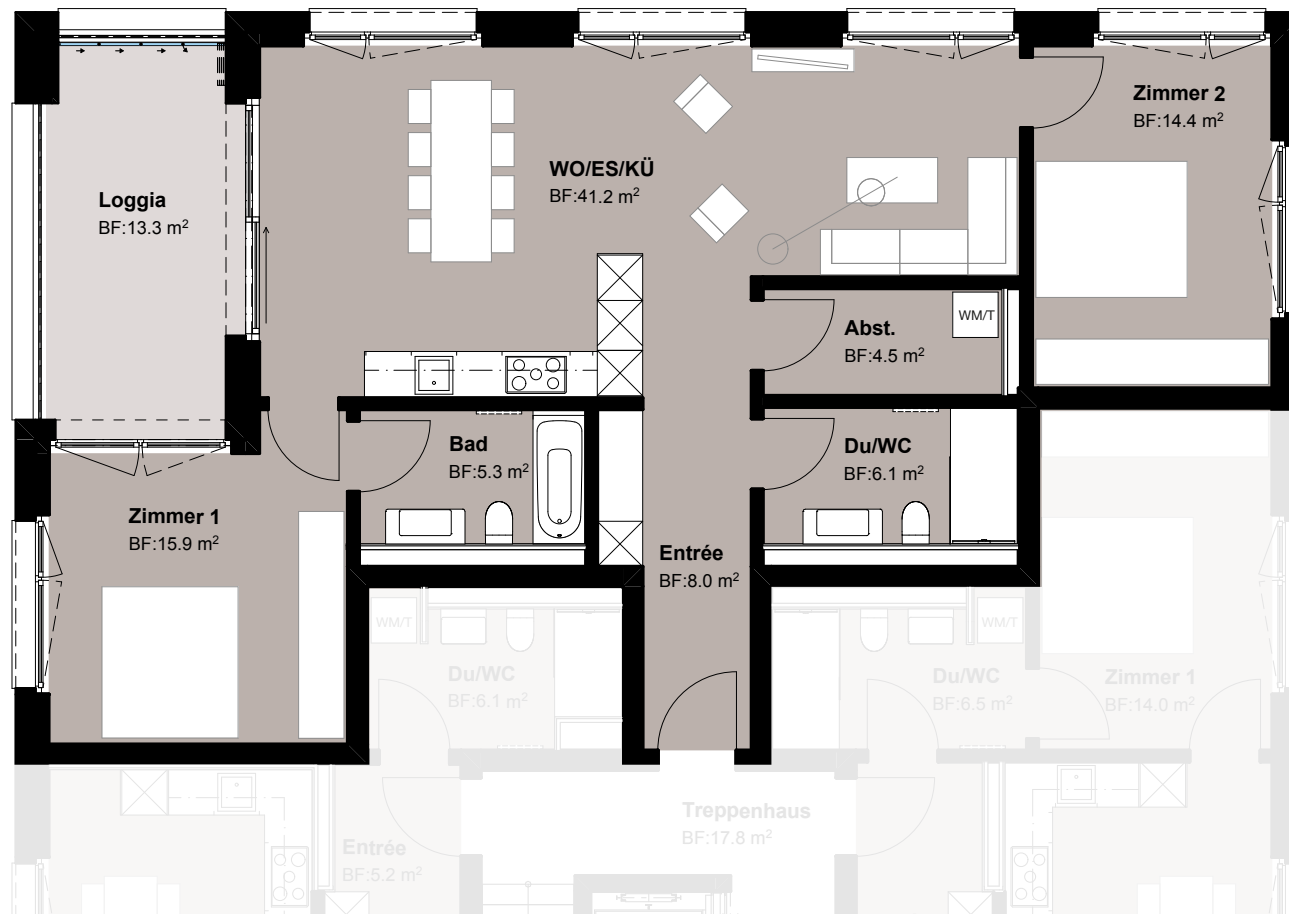 Zimmer 2
BF:14.4 m²
WO/ES/KÜ
BF:41.2 m²
Loggia
BF:13.3 m²
Abst.
BF:4.5 m²
WM/T
Bad
BF:5.3 m²
Du/WC
BF:6.1 m²
Zimmer 1
BF:15.9 m²
Entrée
BF:8.0 m²
WM/T
WM/T
Du/WC
BF:6.1 m²
Du/WC
BF:6.5 m²
Zimmer 1
BF:14.0 m²
Treppenhaus
BF:17.8 m²
Entrée
BF:5.2 m²